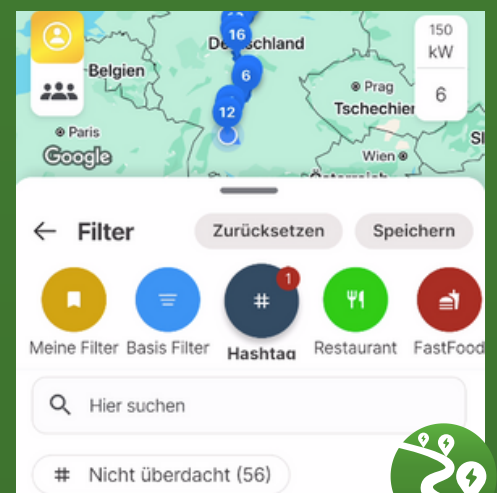 16
Deutschland
150
kW
Belgien
6
6
Prag
Tschechien
12
Paris
Google
Wien
Filter
Zurücksetzen
Speichern
1
Meine Filter
Basis Filter
Hashtag
Restaurant
FastFood
Hier suchen
# Nicht überdacht (56)